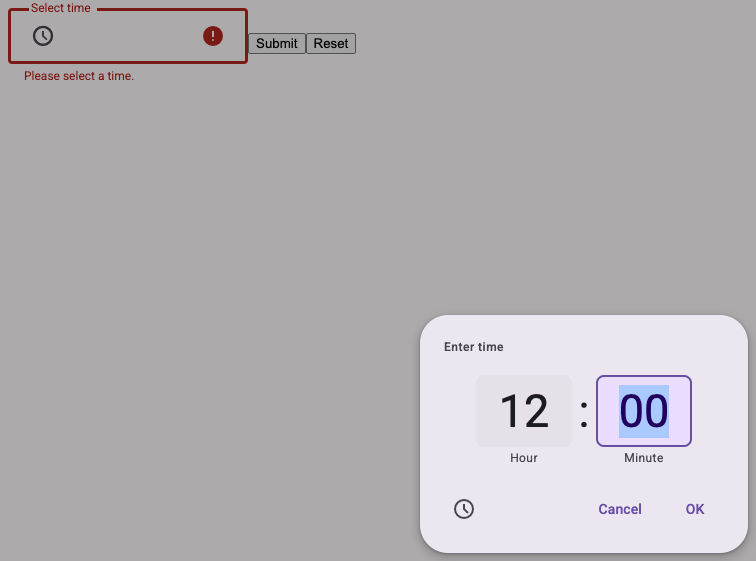 Select time
Submit Reset
Please select a time.
Enter time
12 : 00
Hour Minute
Cancel OK